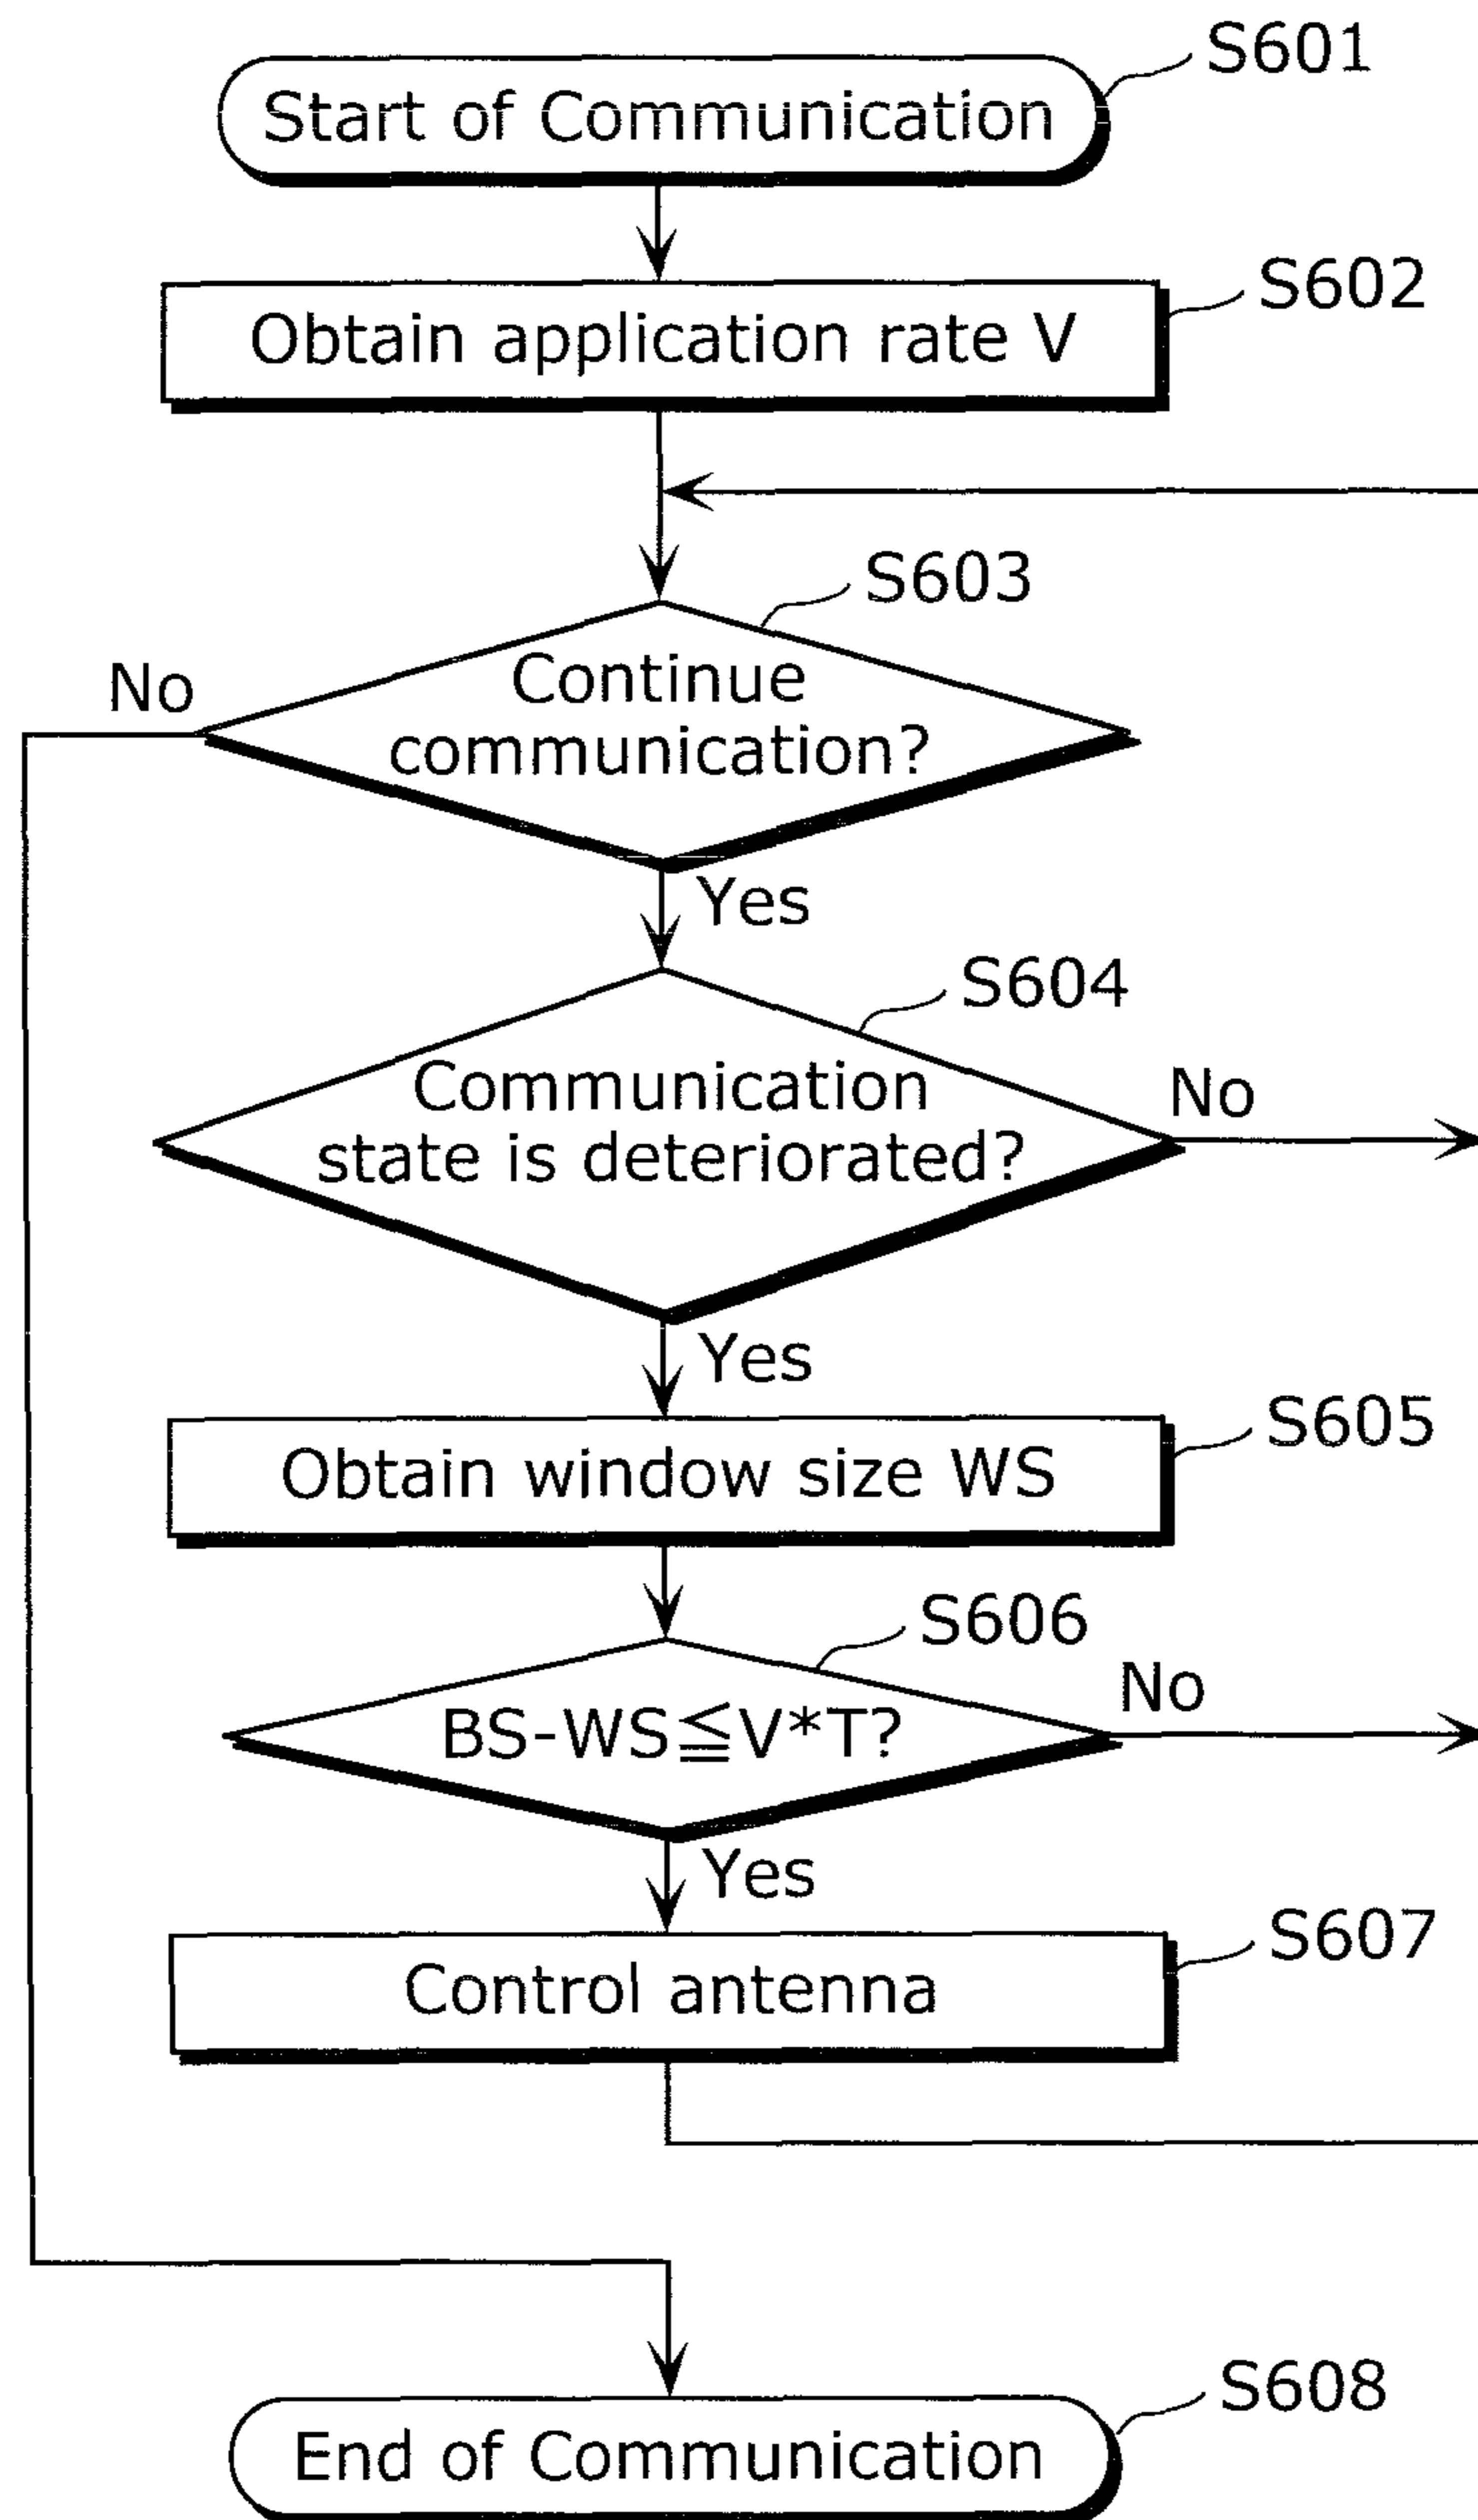 S601
Start of Communication
S602
Obtain application rate V
S603
Continue
communication?
No
Yes
S604
Communication
state is deteriorated?
No
Yes
S605
Obtain window size WS
S606
BS-WS≦V*T?
No
Yes
S607
Control antenna
S608
End of Communication